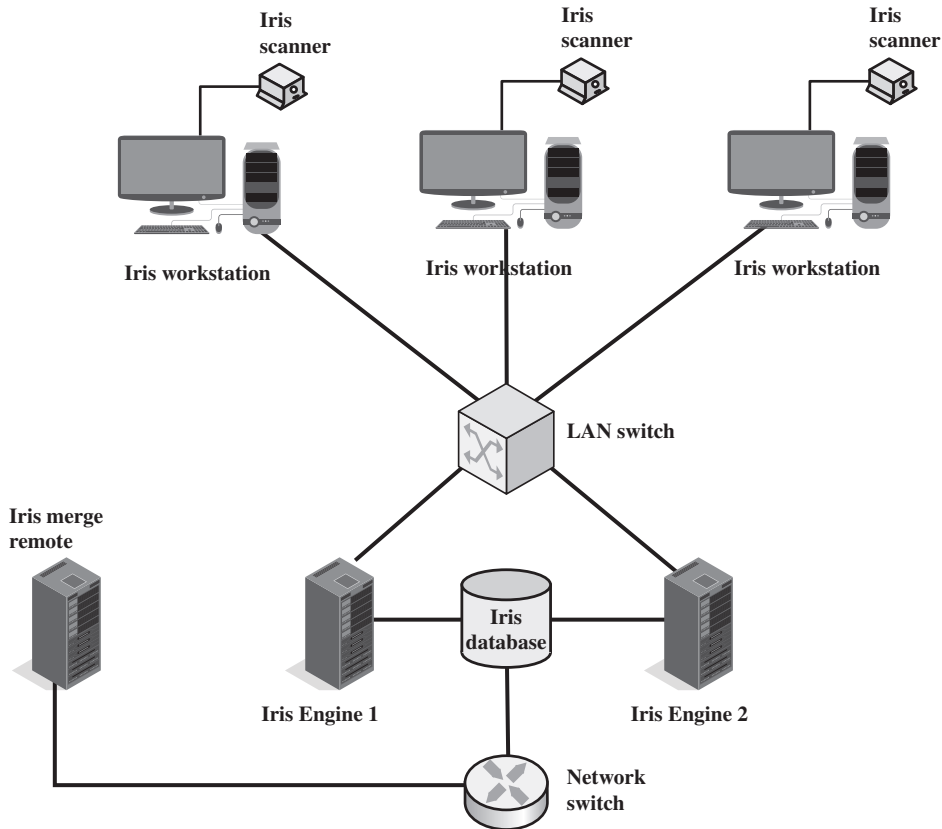 Iris
scanner
Iris
scanner
Iris
scanner
Iris workstation
Iris workstation
Iris workstation
LAN switch
Iris merge
remote
Iris
database
Iris Engine 1
Iris Engine 2
Network
switch